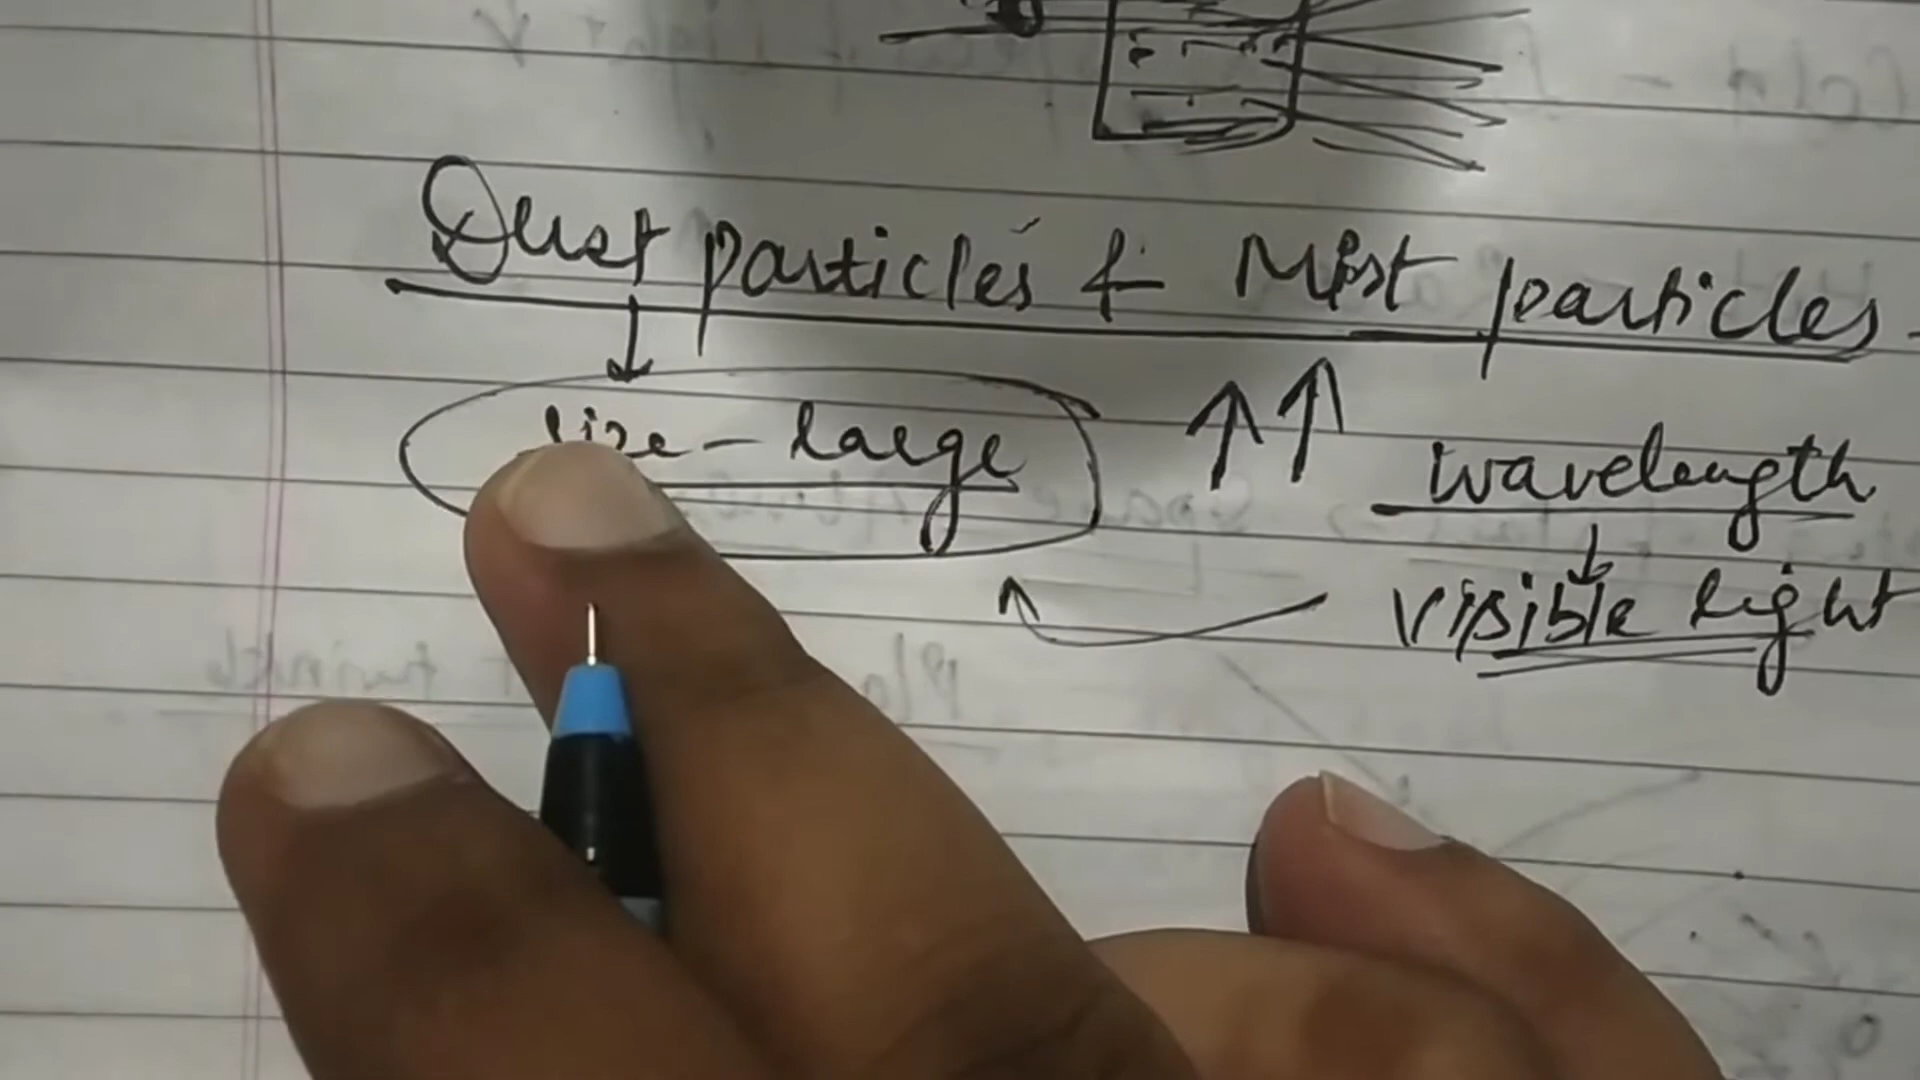 Dust particles & Mist particles
size - large
wavelength
visible light